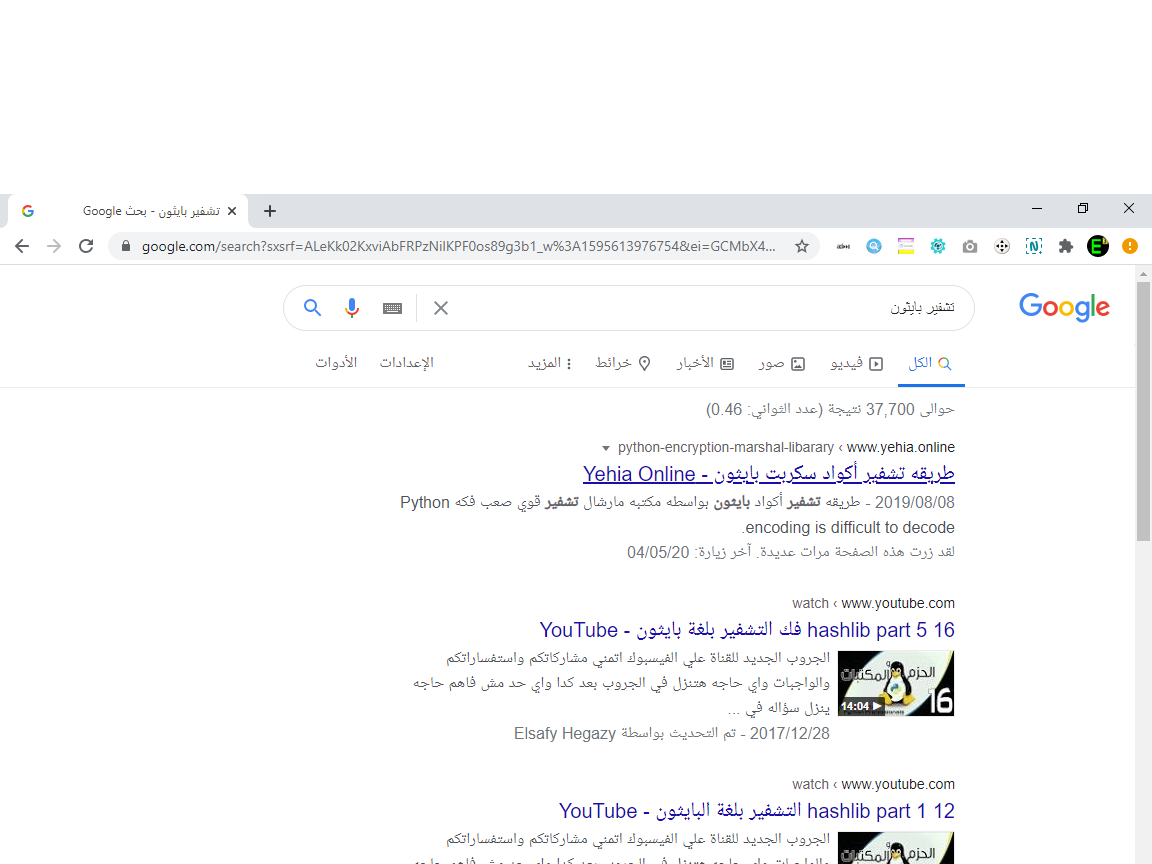 تشفير بايثون - بحث Google
google.com/search?sxsrf=ALeKk02KxviAbFRPzNilKPF0os89g3b1_w%3A1595613976754&ei=GCMbX4...
تشفير بايثون
Google
الكل فيديو صور الأخبار خرائط المزيد الإعدادات الأدوات
حوالى 37,700 نتيجة (عدد الثواني: 0.46)
www.yehia.online › python-encryption-marshal-libarary
طريقه تشفير أكواد سكربت بايثون - Yehia Online
2019/08/08 - طريقه تشفير أكواد بايثون بواسطه مكتبه مارشال تشفير قوي صعب فكه Python
encoding is difficult to decode.
لقد زرت هذه الصفحة مرات عديدة. آخر زيارة: 04/05/20
www.youtube.com › watch
16 hashlib part 5 فك التشفير بلغة بايثون - YouTube
الجروب الجديد للقناة علي الفيسبوك اتمني مشاركاتكم واستفساراتكم
والواجبات واي حاجه هتنزل في الجروب بعد كدا واي حد مش فاهم حاجه
ينزل سؤاله في ...
2017/12/28 - تم التحديث بواسطة Elsafy Hegazy
الحزم والمكتبات
16
14:04
www.youtube.com › watch
12 hashlib part 1 التشفير بلغة البايثون - YouTube
الجروب الجديد للقناة علي الفيسبوك اتمني مشاركاتكم واستفساراتكم